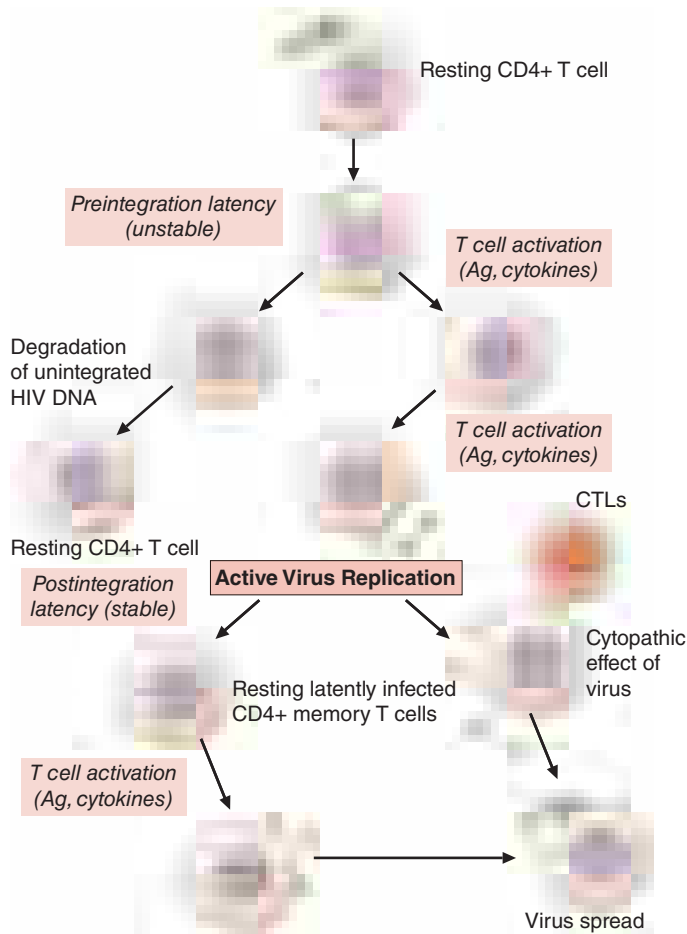 Resting CD4+ T cell
Preintegration latency
(unstable)
T cell activation
(Ag, cytokines)
Degradation
of unintegrated
HIV DNA
T cell activation
(Ag, cytokines)
CTLs
Resting CD4+ T cell
Active Virus Replication
Postintegration
latency (stable)
Cytopathic
effect of
virus
Resting latently infected
CD4+ memory T cells
T cell activation
(Ag, cytokines)
Virus spread